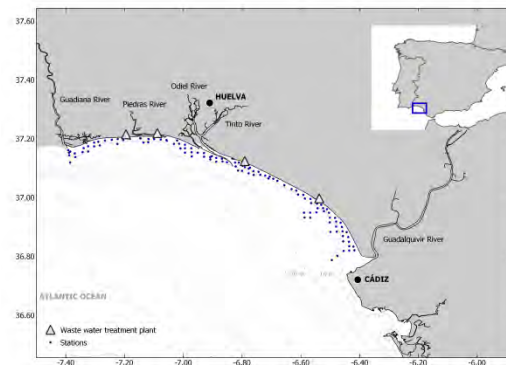 37.60
37.40
37.20
37.00
36.80
36.60
Guadiana River
Piedras River
Odiel River
HUELVA
Tinto River
Guadalquivir River
CÁDIZ
ATLANTIC OCEAN
Waste water treatment plant
Stations
-7.40
-7.20
-7.00
-6.80
-6.60
-6.40
-6.20
-6.00